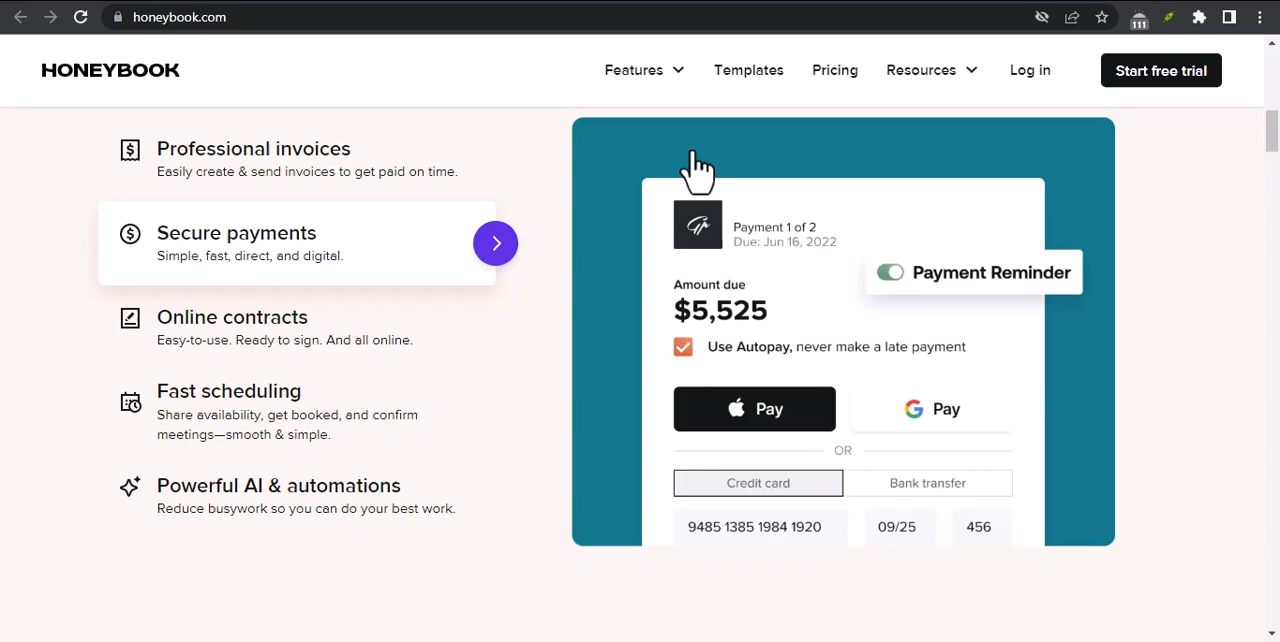 honeybook.com
111
HONEYBOOK
Features
Templates
Pricing
Resources
Log in
Start free trial
Professional invoices
Easily create & send invoices to get paid on time.
Secure payments
Simple, fast, direct, and digital.
Online contracts
Easy-to-use. Ready to sign. And all online.
Fast scheduling
Share availability, get booked, and confirm
meetings—smooth & simple.
Powerful AI & automations
Reduce busywork so you can do your best work.
Payment 1 of 2
Due: Jun 16, 2022
Payment Reminder
Amount due
$5,525
Use Autopay, never make a late payment
Pay
G Pay
OR
Credit card
Bank transfer
9485 1385 1984 1920
09/25
456